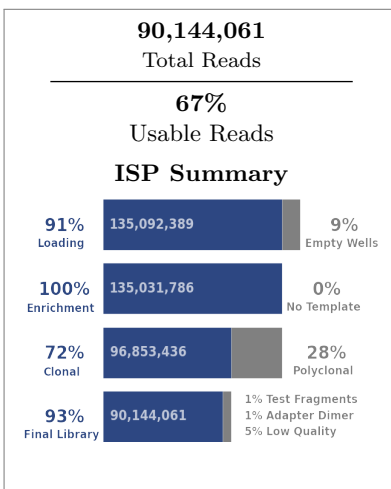 90,144,061
Total Reads
67%
Usable Reads
ISP Summary
91%
Loading
135,092,389
9%
Empty Wells
100%
Enrichment
135,031,786
0%
No Template
72%
Clonal
96,853,436
28%
Polyclonal
93%
Final Library
90,144,061
1% Test Fragments
1% Adapter Dimer
5% Low Quality